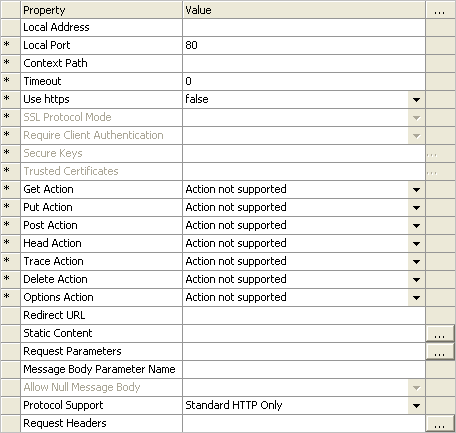 Property Value ...
Local Address
* Local Port 80
* Context Path
* Timeout 0
* Use https false
* SSL Protocol Mode
* Require Client Authentication
* Secure Keys ...
* Trusted Certificates ...
* Get Action Action not supported
* Put Action Action not supported
* Post Action Action not supported
* Head Action Action not supported
* Trace Action Action not supported
* Delete Action Action not supported
* Options Action Action not supported
Redirect URL
Static Content ...
Request Parameters ...
Message Body Parameter Name
Allow Null Message Body
Protocol Support Standard HTTP Only
Request Headers ...